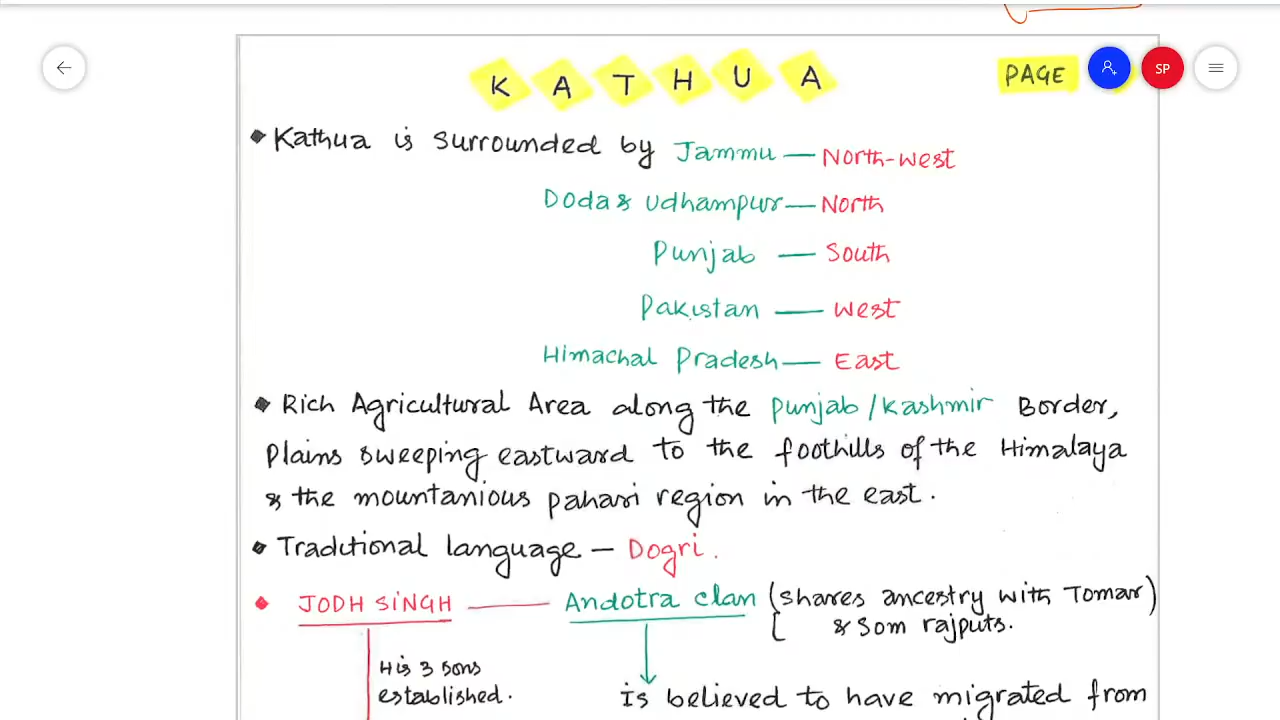 KATHUA
PAGE
SP
◆ Kathua is surrounded by Jammu — North-west
Doda & Udhampur — North
Punjab — South
Pakistan — West
Himachal Pradesh — East
◆ Rich Agricultural Area along the Punjab/Kashmir Border,
Plains sweeping eastward to the foothills of the Himalaya
& the mountanious pahari region in the east.
◆ Traditional language — Dogri.
◆ JODH SINGH — Andotra clan (shares ancestry with Tomar)
& Som rajputs.
His 3 sons
established.
is believed to have migrated from